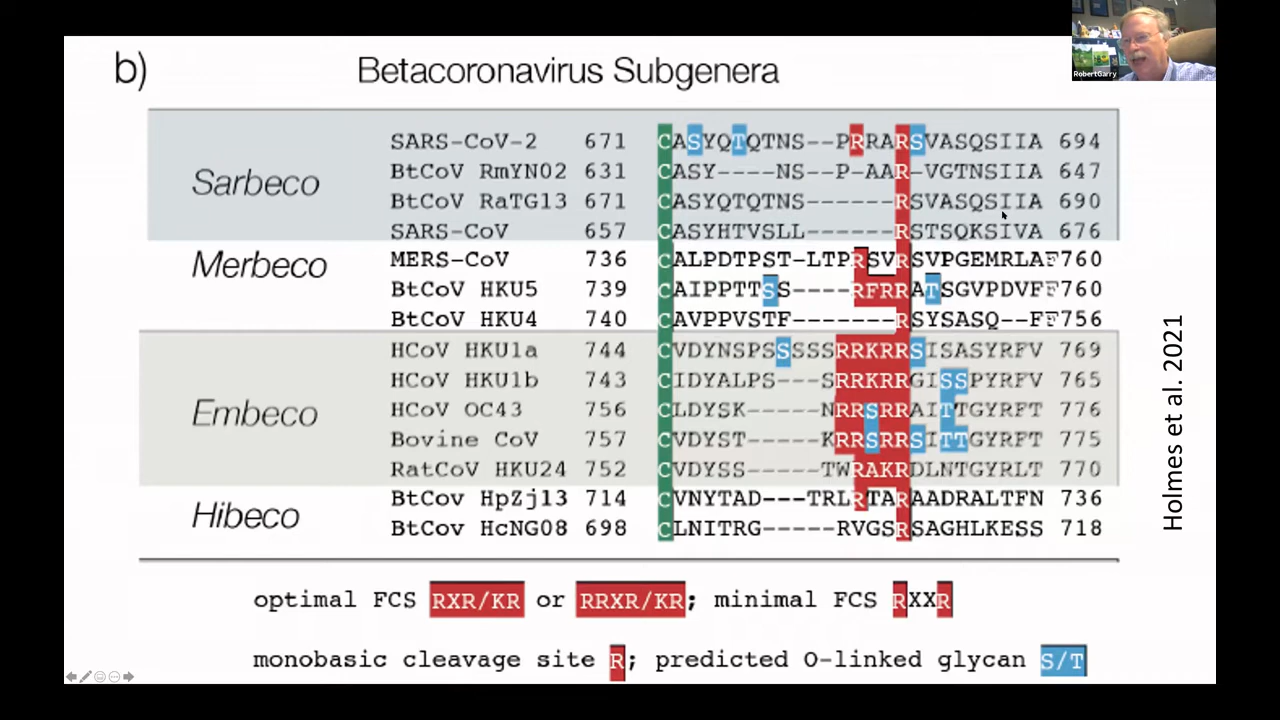 RobertGarry
b) Betacoronavirus Subgenera
Sarbeco
SARS-CoV-2 671 CASYQTQTNS--PRRARSVASQSIIA 694
BtCoV RmYN02 631 CASY----NS--P-AAR-VGTNSIIA 647
BtCoV RaTG13 671 CASYQTQTNS------RSVASQSIIA 690
SARS-CoV 657 CASYHTVSLL------RSTSQKSIVA 676
Merbeco
MERS-CoV 736 CALPDTPST-LTPRSVRSVPGEMRLAF 760
BtCoV HKU5 739 CAIPPTTSS----RFRRATSGVPDVFF 760
BtCoV HKU4 740 CAVPPVSTF-------RSYSASQ--FF 756
Embeco
HCoV HKU1a 744 CVDYNSPSSSSSRRKRRSISASYRFV 769
HCoV HKU1b 743 CIDYALPS---SRRKRRGISSPYRFV 765
HCoV OC43 756 CLDYSK-----NRRSRRAITTGYRFT 776
Bovine CoV 757 CVDYST-----KRRSRRSITTGYRFT 775
RatCoV HKU24 752 CVDYSS-----TWRAKRDLNTGYRLT 770
Hibeco
BtCov HpZj13 714 CVNYTAD---TRLRTARAADRALTFN 736
BtCov HcNG08 698 CLNITRG-----RVGSRSAGHLKESS 718
optimal FCS RXR/KR or RRXR/KR; minimal FCS RXXR
monobasic cleavage site R; predicted O-linked glycan S/T
Holmes et al. 2021